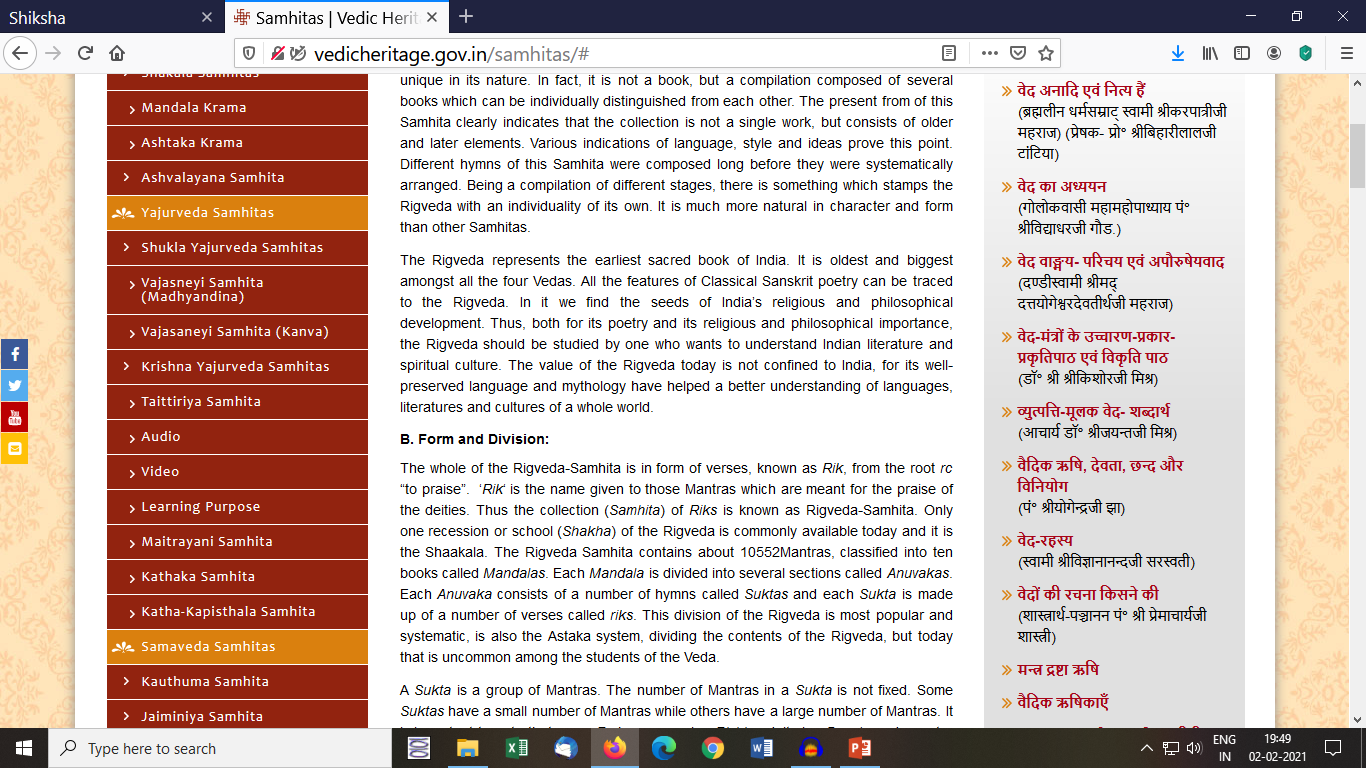 Shiksha
Samhitas | Vedic Herit
vedicheritage.gov.in/samhitas/#
Shakala Samhitas
Mandala Krama
Ashtaka Krama
Ashvalayana Samhita
Yajurveda Samhitas
Shukla Yajurveda Samhitas
Vajasneyi Samhita
(Madhyandina)
Vajasaneyi Samhita (Kanva)
Krishna Yajurveda Samhitas
Taittiriya Samhita
Audio
Video
Learning Purpose
Maitrayani Samhita
Kathaka Samhita
Katha-Kapisthala Samhita
Samaveda Samhitas
Kauthuma Samhita
Jaiminiya Samhita
unique in its nature. In fact, it is not a book, but a compilation composed of several
books which can be individually distinguished from each other. The present from of this
Samhita clearly indicates that the collection is not a single work, but consists of older
and later elements. Various indications of language, style and ideas prove this point.
Different hymns of this Samhita were composed long before they were systematically
arranged. Being a compilation of different stages, there is something which stamps the
Rigveda with an individuality of its own. It is much more natural in character and form
than other Samhitas.
The Rigveda represents the earliest sacred book of India. It is oldest and biggest
amongst all the four Vedas. All the features of Classical Sanskrit poetry can be traced
to the Rigveda. In it we find the seeds of India’s religious and philosophical
development. Thus, both for its poetry and its religious and philosophical importance,
the Rigveda should be studied by one who wants to understand Indian literature and
spiritual culture. The value of the Rigveda today is not confined to India, for its well-
preserved language and mythology have helped a better understanding of languages,
literatures and cultures of a whole world.
B. Form and Division:
The whole of the Rigveda-Samhita is in form of verses, known as Rik, from the root rc
“to praise”. ‘Rik‘ is the name given to those Mantras which are meant for the praise of
the deities. Thus the collection (Samhita) of Riks is known as Rigveda-Samhita. Only
one recession or school (Shakha) of the Rigveda is commonly available today and it is
the Shaakala. The Rigveda Samhita contains about 10552Mantras, classified into ten
books called Mandalas. Each Mandala is divided into several sections called Anuvakas.
Each Anuvaka consists of a number of hymns called Suktas and each Sukta is made
up of a number of verses called riks. This division of the Rigveda is most popular and
systematic, is also the Astaka system, dividing the contents of the Rigveda, but today
that is uncommon among the students of the Veda.
A Sukta is a group of Mantras. The number of Mantras in a Sukta is not fixed. Some
Suktas have a small number of Mantras while others have a large number of Mantras. It
वेद अनादि एवं नित्य हैं
(ब्रह्मलीन धर्मसम्राट् स्वामी श्रीकरपात्रीजी
महराज) (प्रेषक- प्रो॰ श्रीबिहारीलालजी
टांटिया)
वेद का अध्ययन
(गोलोकवासी महामहोपाध्याय पं॰
श्रीविद्याधरजी गौड.)
वेद वाङ्मय- परिचय एवं अपौरुषेयवाद
(दण्डीस्वामी श्रीमद्
दत्तयोगेश्वरदेवतीर्थजी महराज)
वेद-मंत्रों के उच्चारण-प्रकार-
प्रकृतिपाठ एवं विकृति पाठ
(डाॅ॰ श्री श्रीकिशोरजी मिश्र)
व्युत्पत्ति-मूलक वेद- शब्दार्थ
(आचार्य डाॅ॰ श्रीजयन्तजी मिश्र)
वैदिक ऋषि, देवता, छन्द और
विनियोग
(पं॰ श्रीयोगेन्द्रजी झा)
वेद-रहस्य
(स्वामी श्रीविज्ञानानन्दजी सरस्वती)
वेदों की रचना किसने की
(शास्त्रार्थ-पञ्चानन पं॰ श्री प्रेमाचार्यजी
शास्त्री)
मन्त्र द्रष्टा ऋषि
वैदिक ऋषिकाएँ
Type here to search
ENG
IN
19:49
02-02-2021